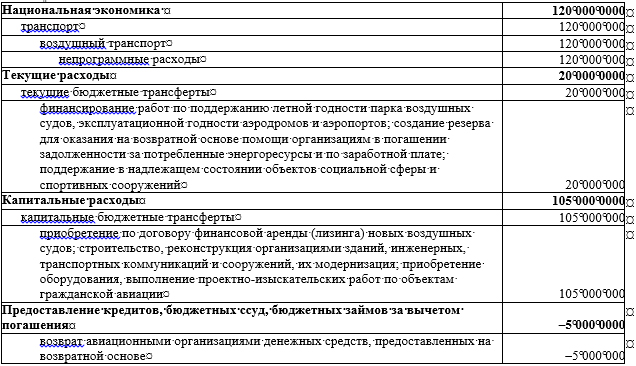 Национальная экономика 120 000 000
транспорт 120 000 000
воздушный транспорт 120 000 000
непрограммные расходы 120 000 000
Текущие расходы 20 000 000
текущие бюджетные трансферты 20 000 000
финансирование работ по поддержанию летной годности парка воздушных
судов, эксплуатационной годности аэродромов и аэропортов; создание резерва
для оказания на возвратной основе помощи организациям в погашении
задолженности за потребленные энергоресурсы и по заработной плате;
поддержание в надлежащем состоянии объектов социальной сферы и
спортивных сооружений 20 000 000
Капитальные расходы 105 000 000
капитальные бюджетные трансферты 105 000 000
приобретение по договору финансовой аренды (лизинга) новых воздушных
судов; строительство, реконструкция организациями зданий, инженерных,
транспортных коммуникаций и сооружений, их модернизация; приобретение
оборудования, выполнение проектно-изыскательских работ по объектам
гражданской авиации 105 000 000
Предоставление кредитов, бюджетных ссуд, бюджетных займов за вычетом
погашения –5 000 000
возврат авиационными организациями денежных средств, предоставленных на
возвратной основе –5 000 000